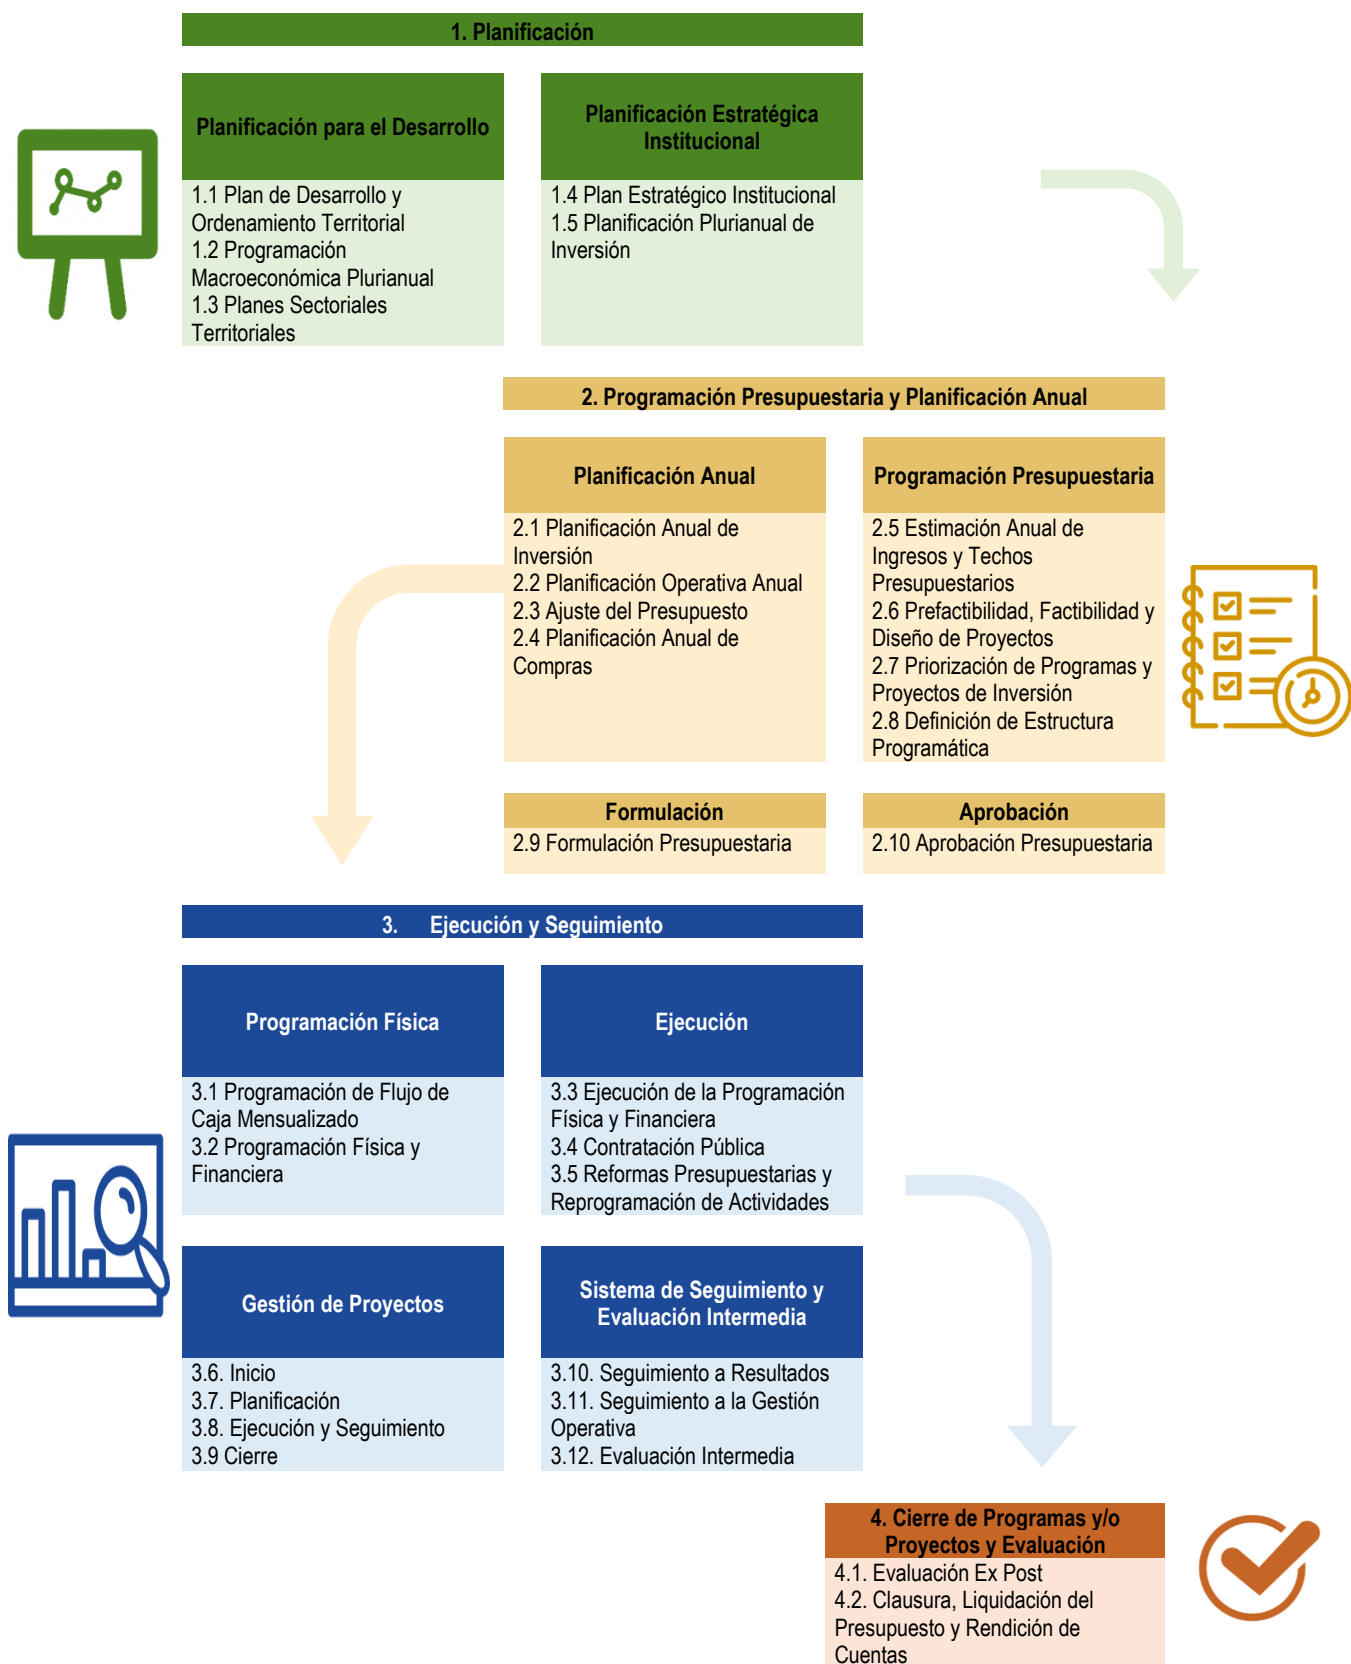 1. Planificación
Planificación para el Desarrollo
1.1 Plan de Desarrollo y
Ordenamiento Territorial
1.2 Programación
Macroeconómica Plurianual
1.3 Planes Sectoriales
Territoriales
Planificación Estratégica
Institucional
1.4 Plan Estratégico Institucional
1.5 Planificación Plurianual de
Inversión
2. Programación Presupuestaria y Planificación Anual
Planificación Anual
2.1 Planificación Anual de
Inversión
2.2 Planificación Operativa Anual
2.3 Ajuste del Presupuesto
2.4 Planificación Anual de
Compras
Programación Presupuestaria
2.5 Estimación Anual de
Ingresos y Techos
Presupuestarios
2.6 Prefactibilidad, Factibilidad y
Diseño de Proyectos
2.7 Priorización de Programas y
Proyectos de Inversión
2.8 Definición de Estructura
Programática
Formulación
2.9 Formulación Presupuestaria
Aprobación
2.10 Aprobación Presupuestaria
3. Ejecución y Seguimiento
Programación Física
3.1 Programación de Flujo de
Caja Mensualizado
3.2 Programación Física y
Financiera
Ejecución
3.3 Ejecución de la Programación
Física y Financiera
3.4 Contratación Pública
3.5 Reformas Presupuestarias y
Reprogramación de Actividades
Gestión de Proyectos
3.6. Inicio
3.7. Planificación
3.8. Ejecución y Seguimiento
3.9 Cierre
Sistema de Seguimiento y
Evaluación Intermedia
3.10. Seguimiento a Resultados
3.11. Seguimiento a la Gestión
Operativa
3.12. Evaluación Intermedia
4. Cierre de Programas y/o
Proyectos y Evaluación
4.1. Evaluación Ex Post
4.2. Clausura, Liquidación del
Presupuesto y Rendición de
Cuentas